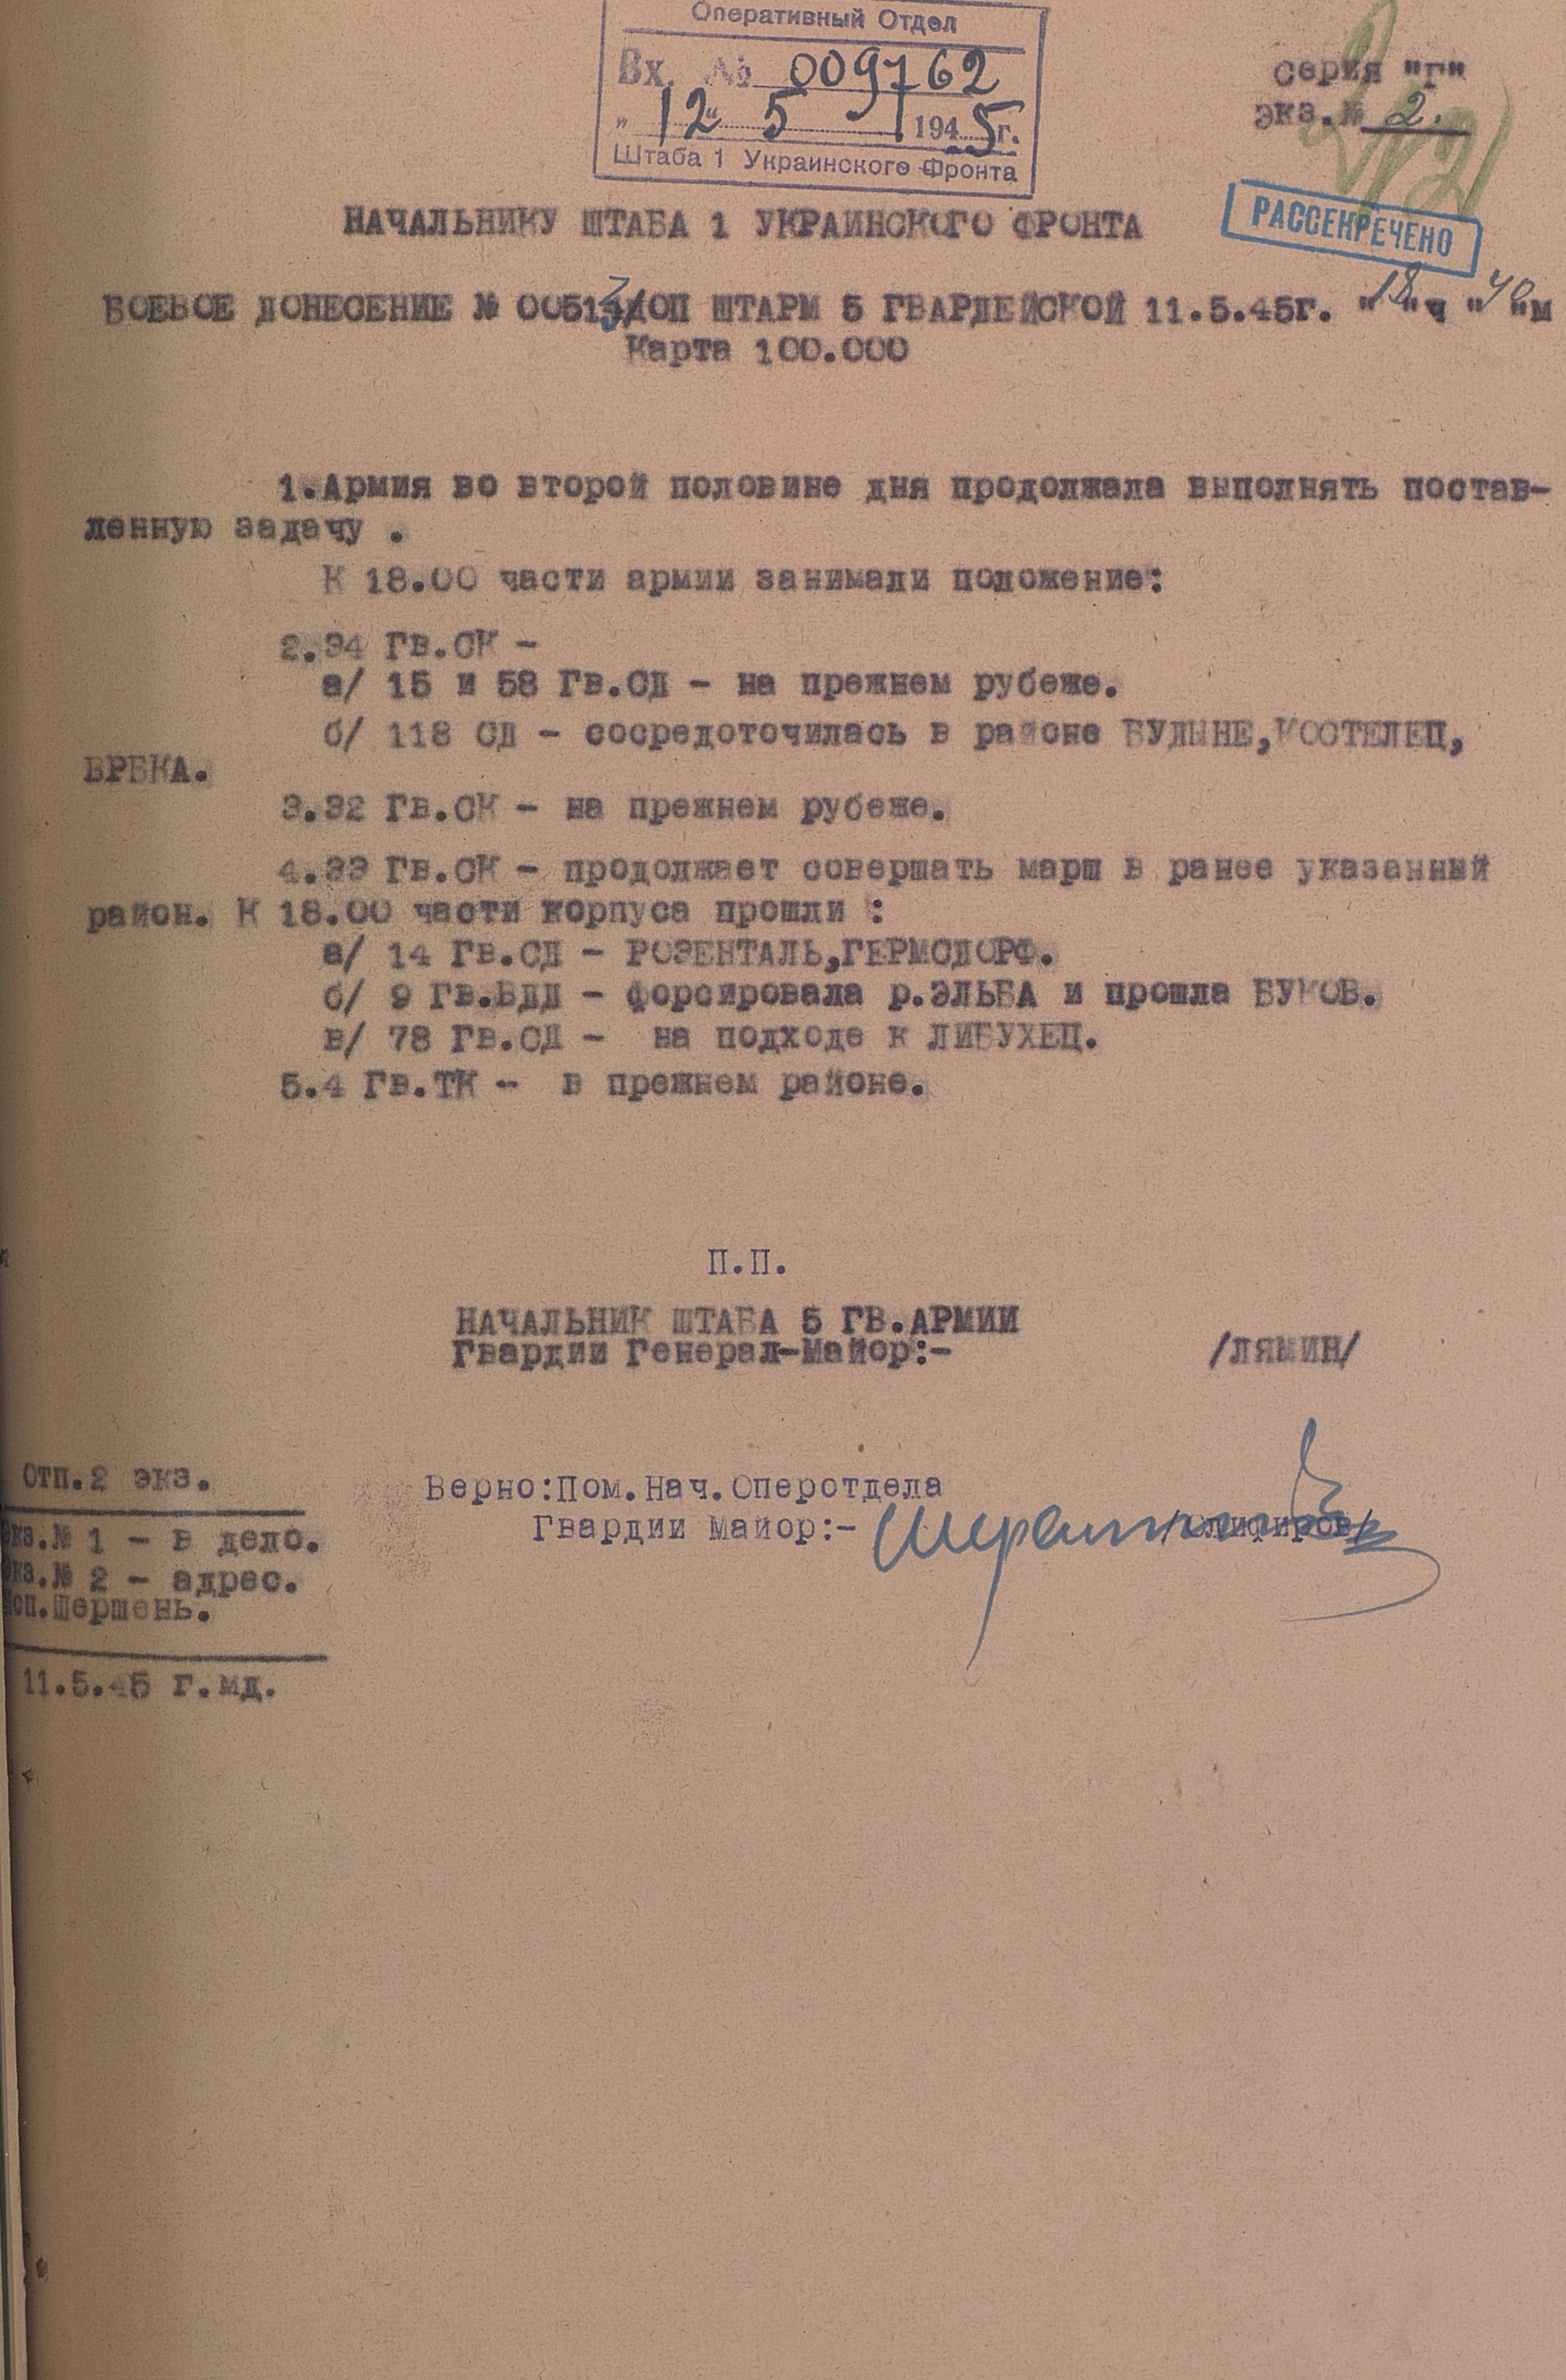 Оперативный Отдел
Вх. № 009762
" 12 " 5 1945г.
Штаба 1 Украинского Фронта
серия "Г"
экз.№ 2.
РАССЕКРЕЧЕНО
НАЧАЛЬНИКУ ШТАБА 1 УКРАИНСКОГО ФРОНТА
БОЕВОЕ ДОНЕСЕНИЕ № 00513/ОП ШТАРМ 5 ГВАРДЕЙСКОЙ 11.5.45г. "18"ч "40"м
Карта 100.000
1.Армия во второй половине дня продолжала выполнять постав-
ленную задачу .
К 18.00 части армии занимали положение:
2.34 Гв.СК -
а/ 15 и 58 Гв.СД - на прежнем рубеже.
б/ 118 СД - сосредоточилась в районе БУДЫНЕ,КОСТЕЛЕЦ,
ВРБКА.
3.32 Гв.СК - на прежнем рубеже.
4.33 Гв.СК - продолжает совершать марш в ранее указанный
район. К 18.00 части корпуса прошли :
а/ 14 Гв.СД - РОЗЕНТАЛЬ,ГЕРМСДОРФ.
б/ 9 Гв.ВДД - форсировала р.ЭЛЬБА и прошла БУКОВ.
в/ 78 Гв.СД - на подходе к ЛИБУХЕЦ.
5.4 Гв.ТК - в прежнем районе.
П.П.
НАЧАЛЬНИК ШТАБА 5 ГВ.АРМИИ
Гвардии Генерал-Майор:- /ЛЯМИН/
Верно:Пом.Нач.Оперотдела
Гвардии Майор:- /Олифиров/
Отп.2 экз.
Экз.№ 1 - в дело.
Экз.№ 2 - адрес.
Исп.Шершень.
11.5.45 г.мд.